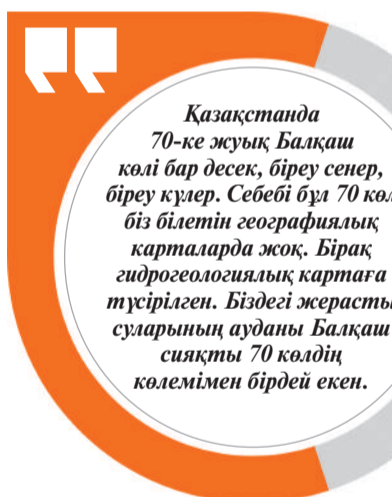 Қазақстанда
70-ке жуық Балқаш
көлі бар десек, біреу сенер,
біреу күлер. Себебі бұл 70 көл
біз білетін географиялық
карталарда жоқ. Бірақ
гидрогеологиялық картаға
түсірілген. Біздегі жерасты
суларының ауданы Балқаш
сияқты 70 көлдің
көлемімен бірдей екен.